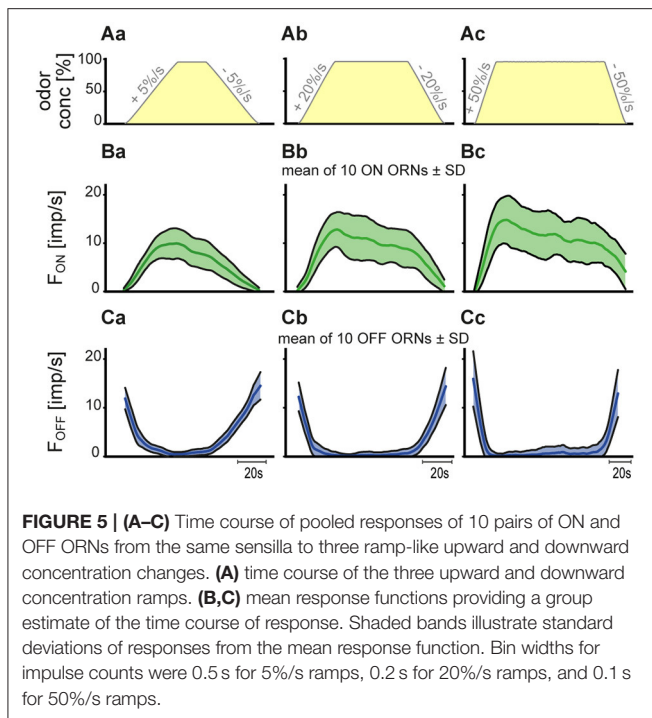 Aa
Ab
Ac
odor
conc [%]
100
50
0
+ 5%/s
- 5%/s
+ 20%/s
- 20%/s
+ 50%/s
- 50%/s
Ba
Bb
Bc
mean of 10 ON ORNs ± SD
F_ON [imp/s]
20
10
0
Ca
Cb
Cc
mean of 10 OFF ORNs ± SD
F_OFF [imp/s]
20
10
0
20s
20s
20s
FIGURE 5 | (A–C) Time course of pooled responses of 10 pairs of ON and
OFF ORNs from the same sensilla to three ramp-like upward and downward
concentration changes. (A) time course of the three upward and downward
concentration ramps. (B,C) mean response functions providing a group
estimate of the time course of response. Shaded bands illustrate standard
deviations of responses from the mean response function. Bin widths for
impulse counts were 0.5 s for 5%/s ramps, 0.2 s for 20%/s ramps, and 0.1 s
for 50%/s ramps.